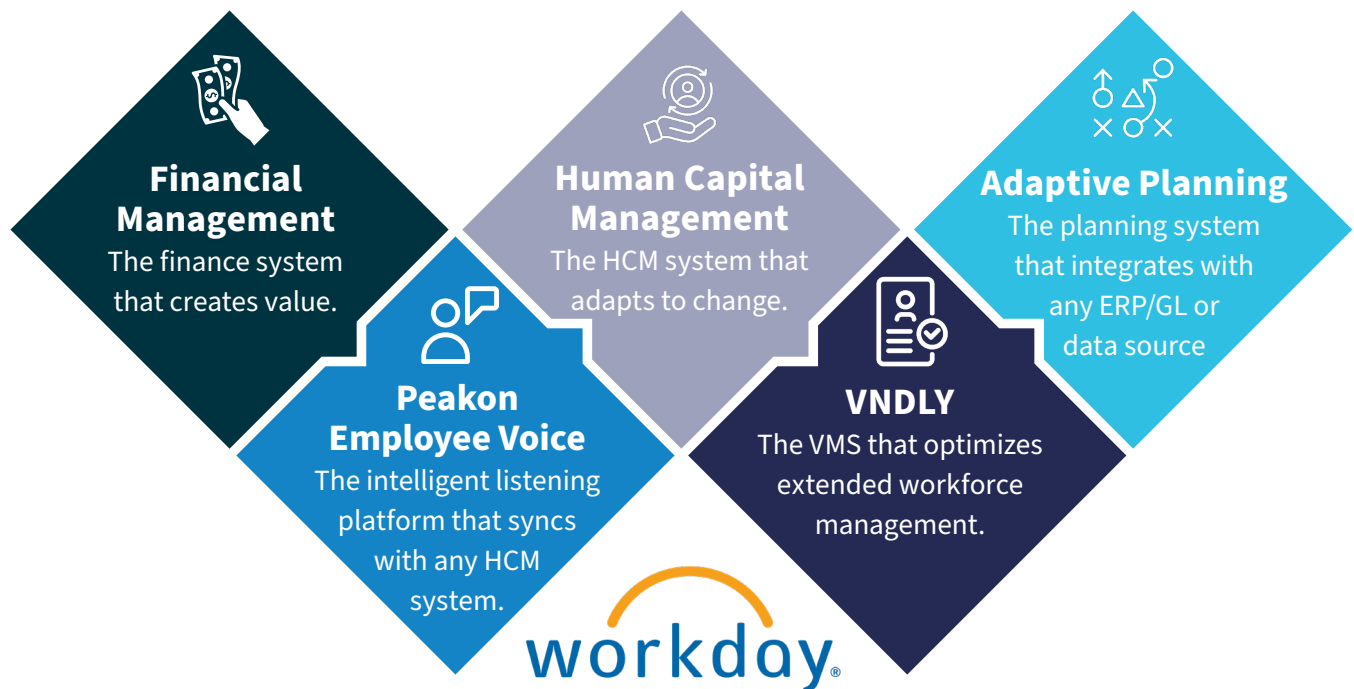 Financial
Management
The finance system
that creates value.
Human Capital
Management
The HCM system that
adapts to change.
Adaptive Planning
The planning system
that integrates with
any ERP/GL or
data source
Peakon
Employee Voice
The intelligent listening
platform that syncs
with any HCM
system.
VNDLY
The VMS that optimizes
extended workforce
management.
workday®